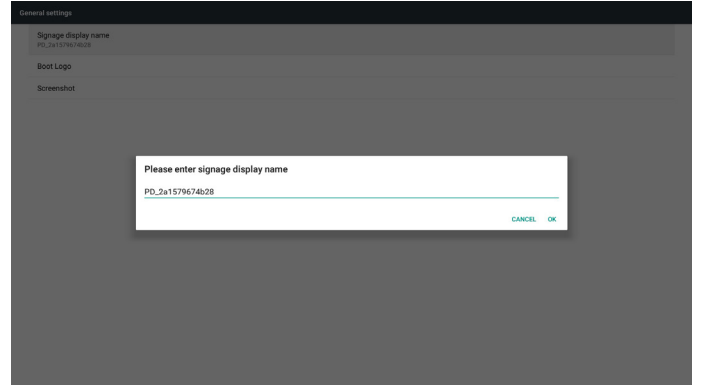 General settings
Signage display name
PD_2a1579674b28
Boot Logo
Screenshot
Please enter signage display name
PD_2a1579674b28
CANCEL OK